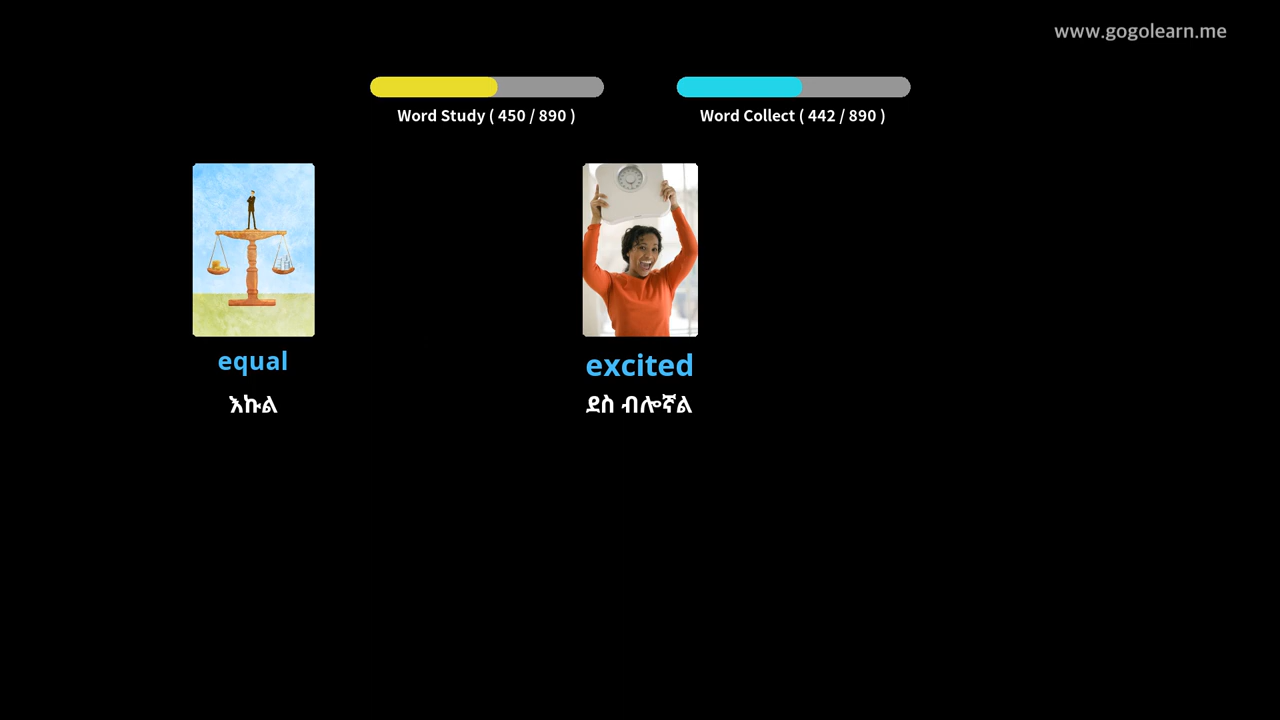 www.gogolearn.me
Word Study ( 450 / 890 )
Word Collect ( 442 / 890 )
equal
excited
እኩል
ደስ ብሎኛል